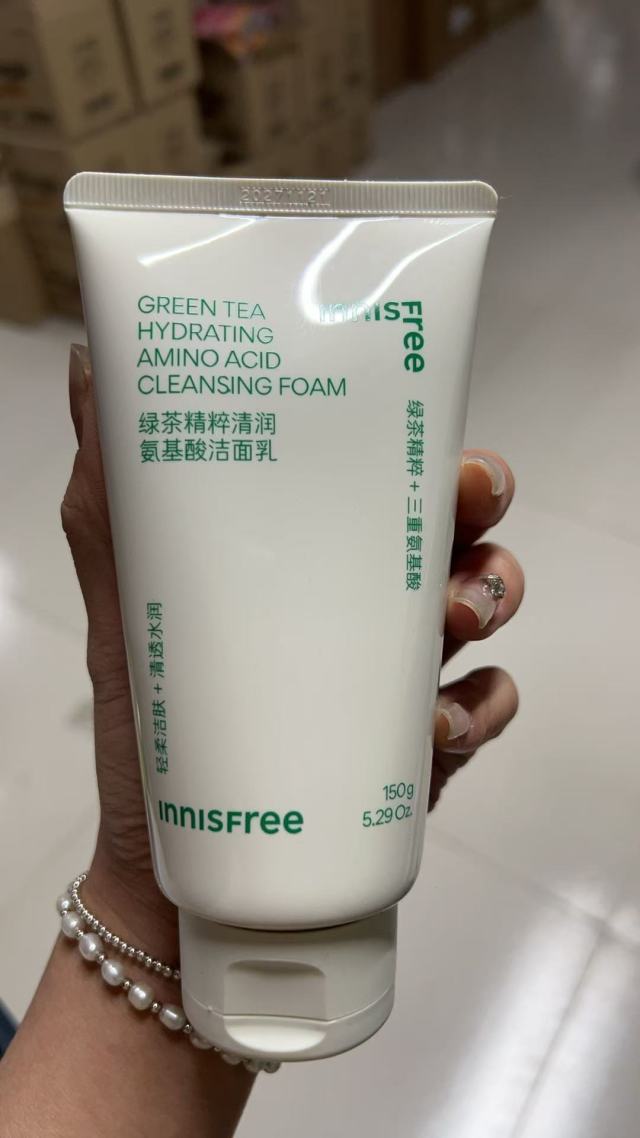 GREEN TEA
HYDRATING
AMINO ACID
CLEANSING FOAM
绿茶精粹清润
氨基酸洁面乳
innisfree
绿茶精粹 + 三重氨基酸
轻柔洁肤 + 清透水润
innisfree
150g
5.29 Oz.